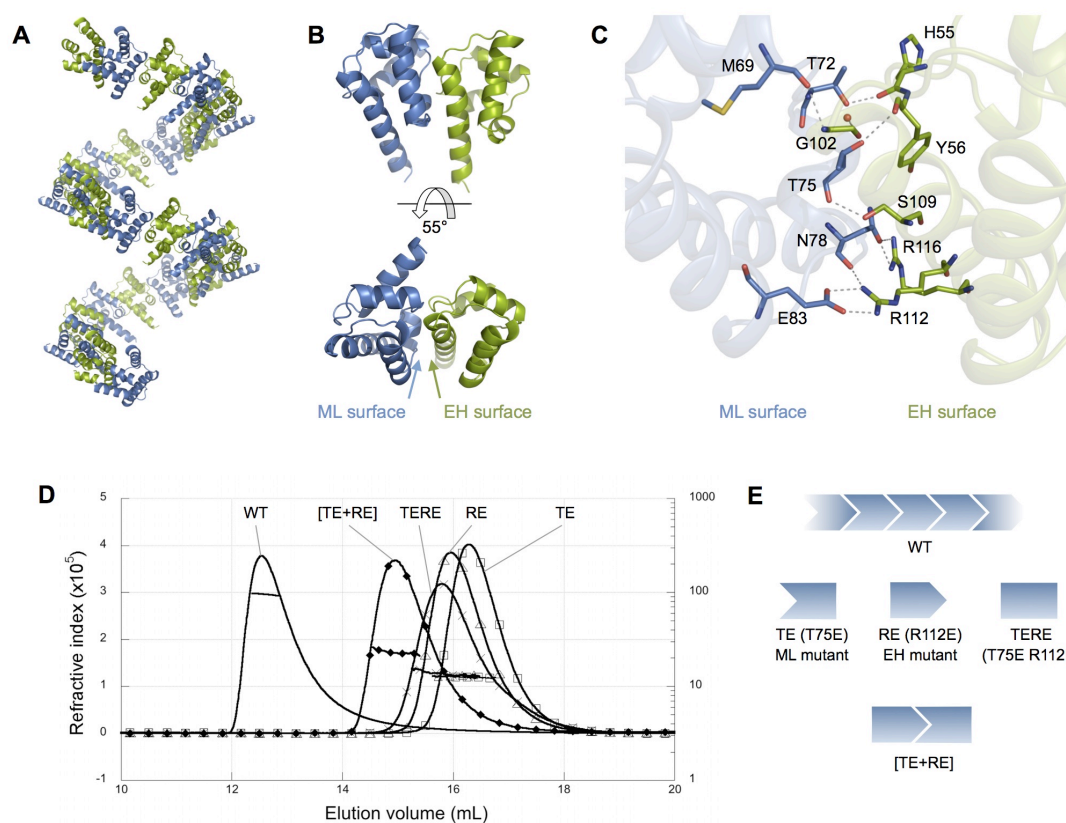 A
B
55°
ML surface
EH surface
C
H55
M69
T72
G102
Y56
T75
S109
N78
R116
E83
R112
ML surface
EH surface
D
WT
[TE+RE]
TERE
RE
TE
5
4
3
2
1
0
-1
1000
100
10
1
Refractive index (x10⁵)
10
12
14
16
18
20
Elution volume (mL)
E
WT
TE (T75E)
ML mutant
RE (R112E)
EH mutant
TERE
(T75E R112
[TE+RE]